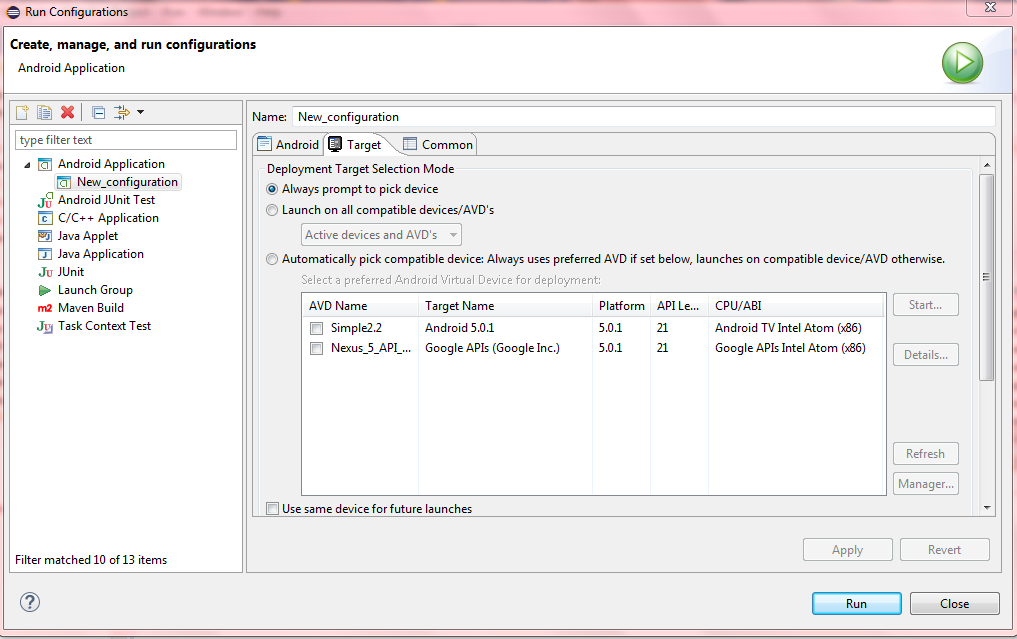 Run Configurations
Create, manage, and run configurations
Android Application
type filter text
Android Application
New_configuration
Android JUnit Test
C/C++ Application
Java Applet
Java Application
JUnit
Launch Group
m2 Maven Build
Task Context Test
Filter matched 10 of 13 items
Name: New_configuration
Android Target Common
Deployment Target Selection Mode
Always prompt to pick device
Launch on all compatible devices/AVD's
Active devices and AVD's
Automatically pick compatible device: Always uses preferred AVD if set below, launches on compatible device/AVD otherwise.
Select a preferred Android Virtual Device for deployment:
AVD Name Target Name Platform API Le... CPU/ABI
Simple2.2 Android 5.0.1 5.0.1 21 Android TV Intel Atom (x86)
Nexus_5_API_... Google APIs (Google Inc.) 5.0.1 21 Google APIs Intel Atom (x86)
Start...
Details...
Refresh
Manager...
Use same device for future launches
Apply Revert
Run Close